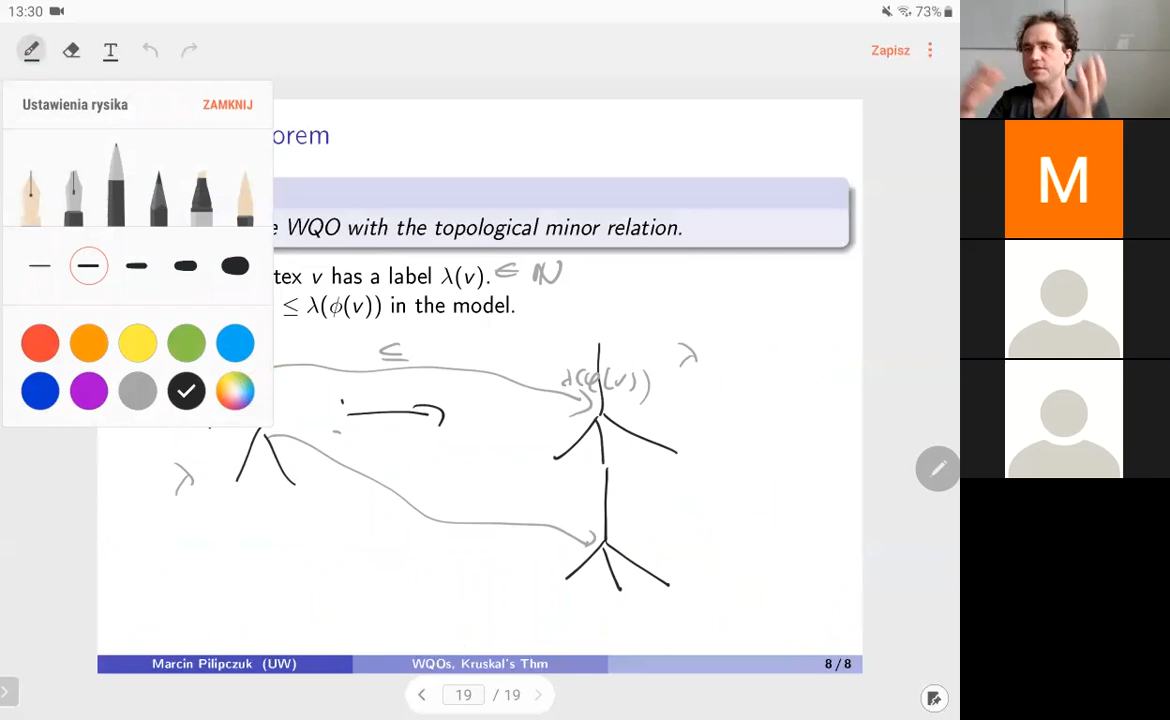 13:30
73%
Zapisz
Ustawienia rysika
ZAMKNIJ
orem
e WQO with the topological minor relation.
tex v has a label λ(v). ∈ ℕ
≤ λ(ϕ(v)) in the model.
≤
λ
λ(φ(v))
λ
M
Marcin Pilipczuk (UW)
WQOs, Kruskal's Thm
8 / 8
19 / 19